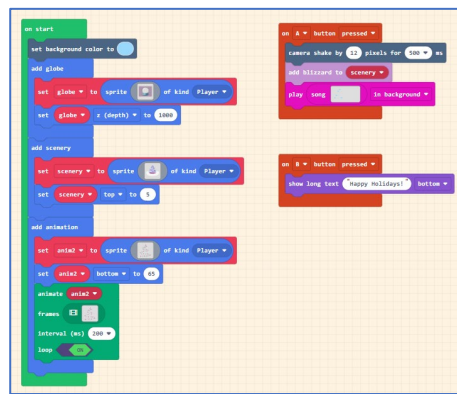 on start
set background color to
add globe
set globe to sprite of kind Player
set globe z (depth) to 1000
add scenery
set scenery to sprite of kind Player
set scenery top to 5
add animation
set anim2 to sprite of kind Player
set anim2 bottom to 65
animate anim2
frames
interval (ms) 200
loop ON
on A button pressed
camera shake by 12 pixels for 500 ms
add blizzard to scenery
play song in background
on B button pressed
show long text "Happy Holidays!" bottom